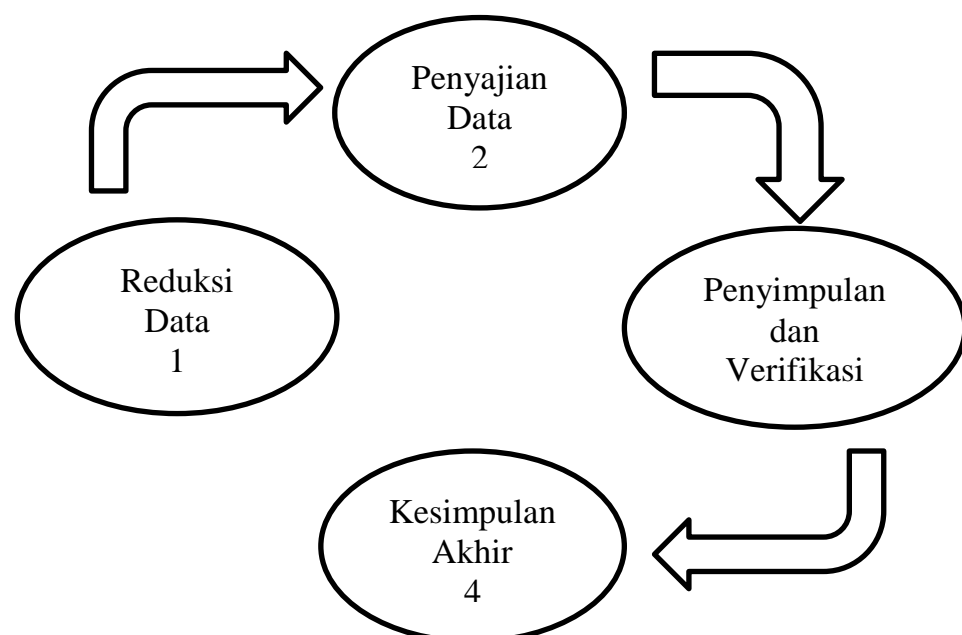 Reduksi
Data
1
Penyajian
Data
2
Penyimpulan
dan
Verifikasi
Kesimpulan
Akhir
4